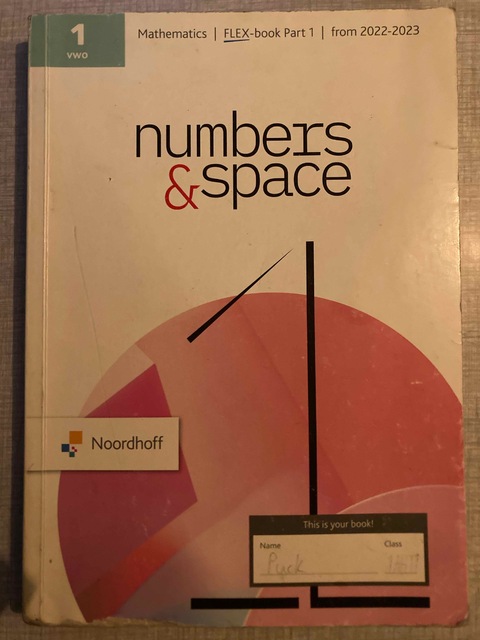 1
vwo
Mathematics | FLEX-book Part 1 | from 2022-2023
numbers
&space
Noordhoff
This is your book!
Name
Class
Puck